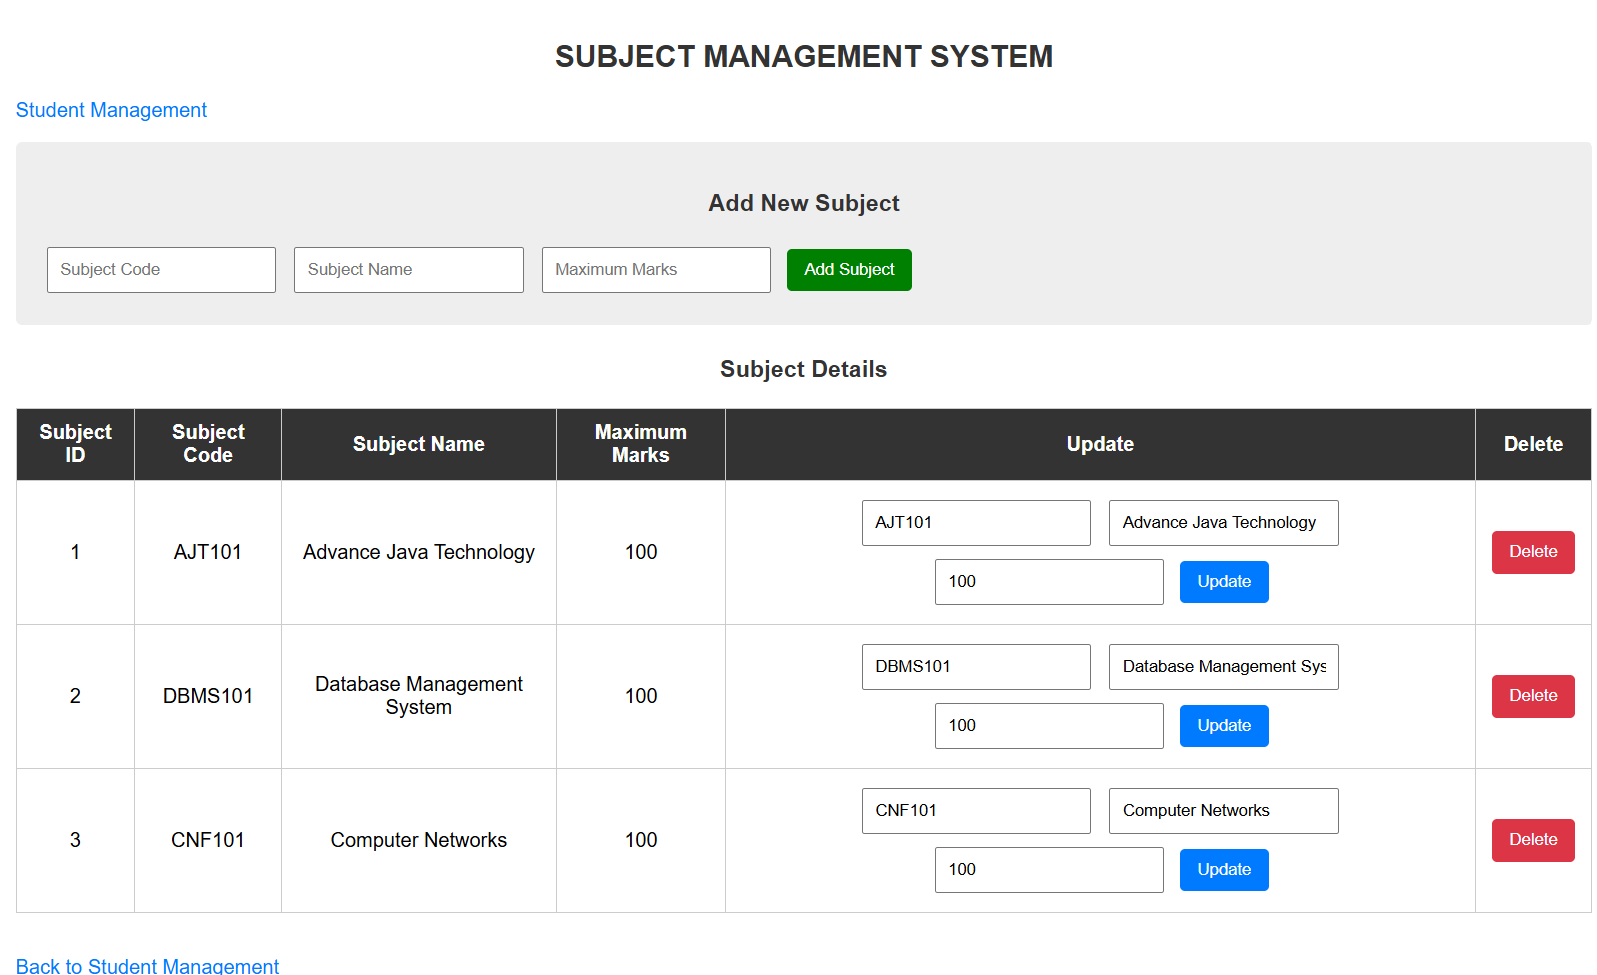 SUBJECT MANAGEMENT SYSTEM
Student Management
Add New Subject
Subject Code Subject Name Maximum Marks Add Subject
Subject Details
Subject ID Subject Code Subject Name Maximum Marks Update Delete
1 AJT101 Advance Java Technology 100 AJT101 Advance Java Technology Delete
100 Update
2 DBMS101 Database Management System 100 DBMS101 Database Management Sys Delete
100 Update
3 CNF101 Computer Networks 100 CNF101 Computer Networks Delete
100 Update
Back to Student Management